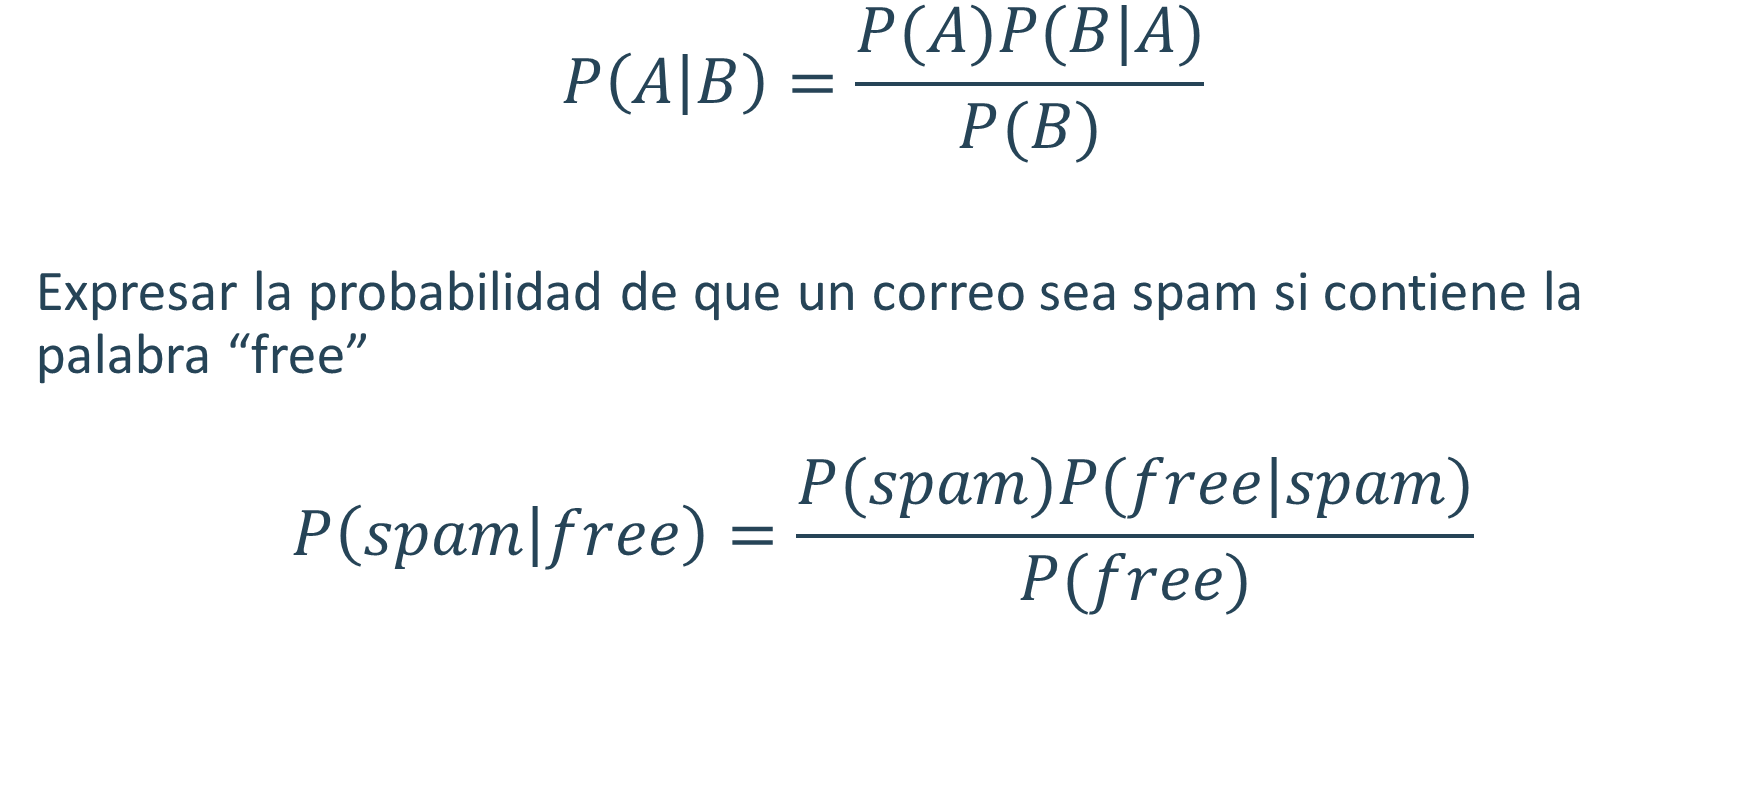 P(A|B) = P(A)P(B|A) / P(B)
Expresar la probabilidad de que un correo sea spam si contiene la
palabra “free”
P(spam|free) = P(spam)P(free|spam) / P(free)